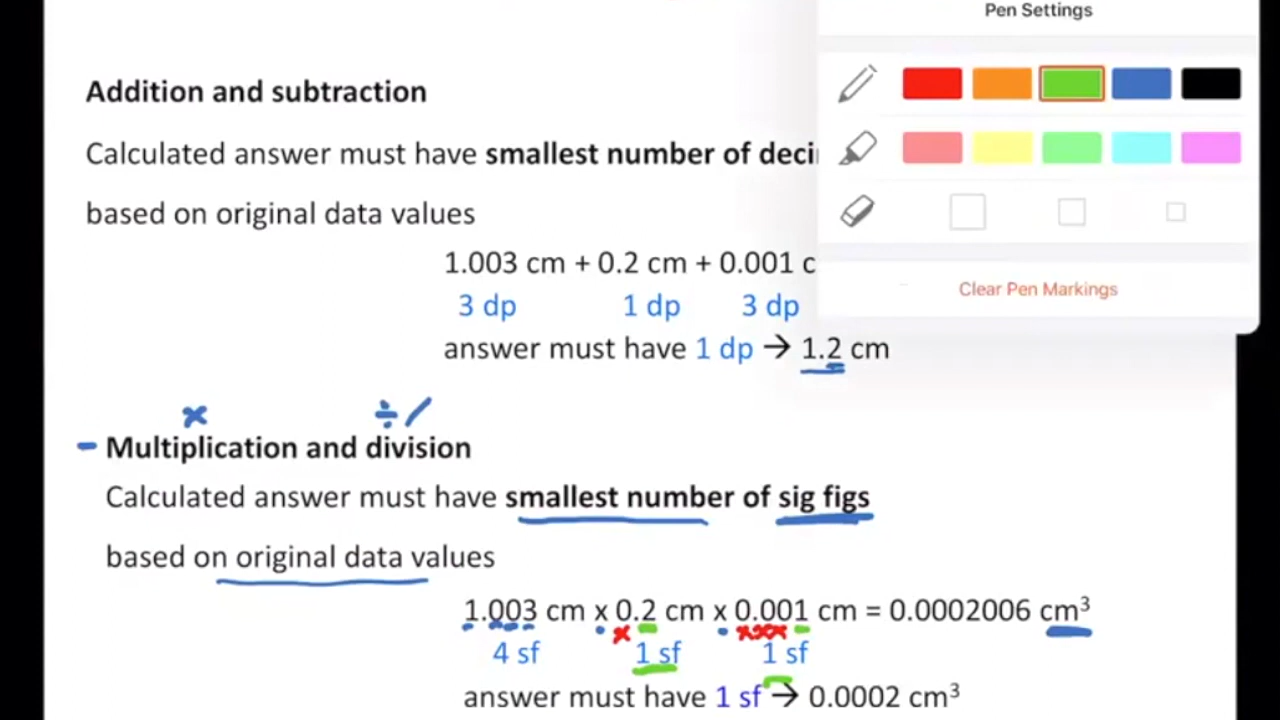 Pen Settings
Addition and subtraction
Calculated answer must have smallest number of deci
based on original data values
1.003 cm + 0.2 cm + 0.001 c
3 dp 1 dp 3 dp
answer must have 1 dp → 1.2 cm
Clear Pen Markings
× ÷ /
- Multiplication and division
Calculated answer must have smallest number of sig figs
based on original data values
1.003 cm x 0.2 cm x 0.001 cm = 0.0002006 cm³
4 sf 1 sf 1 sf
answer must have 1 sf → 0.0002 cm³